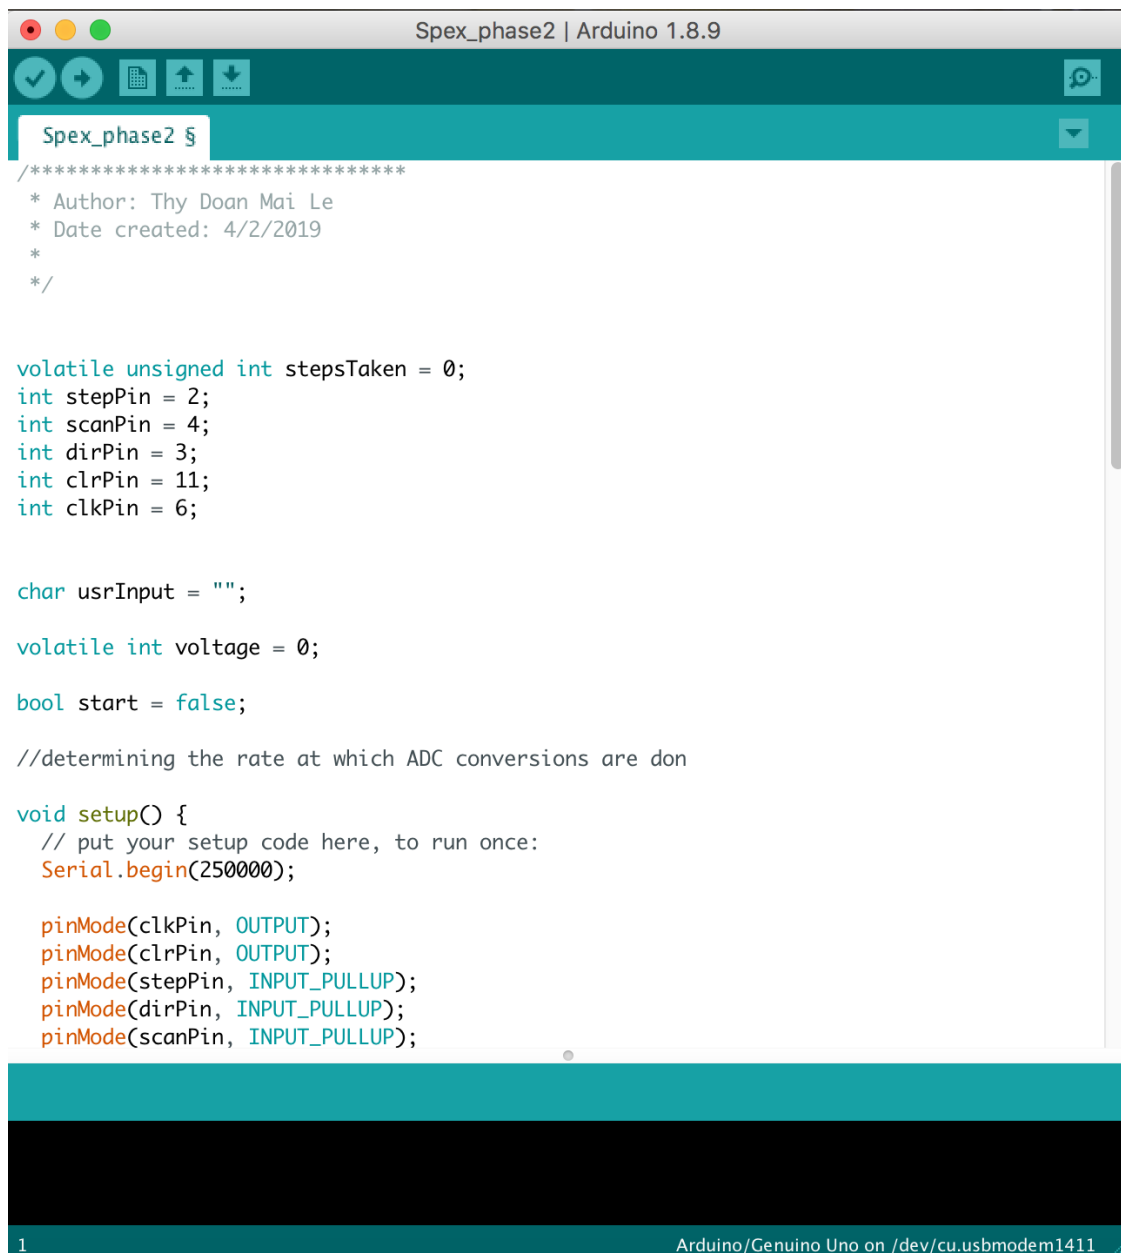 Spex_phase2 | Arduino 1.8.9
Spex_phase2 §
/*******************************
 * Author: Thy Doan Mai Le
 * Date created: 4/2/2019
 *
 */
volatile unsigned int stepsTaken = 0;
int stepPin = 2;
int scanPin = 4;
int dirPin = 3;
int clrPin = 11;
int clkPin = 6;
char usrInput = "";
volatile int voltage = 0;
bool start = false;
//determining the rate at which ADC conversions are don
void setup() {
  // put your setup code here, to run once:
  Serial.begin(250000);
  pinMode(clkPin, OUTPUT);
  pinMode(clrPin, OUTPUT);
  pinMode(stepPin, INPUT_PULLUP);
  pinMode(dirPin, INPUT_PULLUP);
  pinMode(scanPin, INPUT_PULLUP);
1 Arduino/Genuino Uno on /dev/cu.usbmodem1411